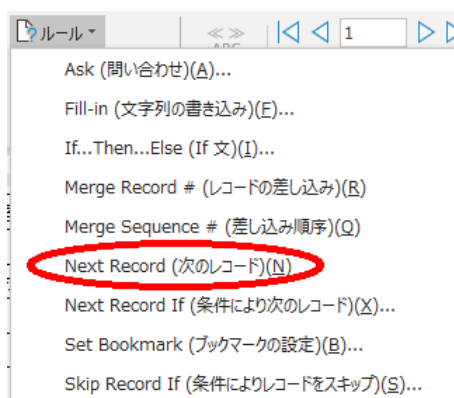 ルール
1
Ask (問い合わせ)(A)...
Fill-in (文字列の書き込み)(F)...
If...Then...Else (If 文)(I)...
Merge Record # (レコードの差し込み)(R)
Merge Sequence # (差し込み順序)(Q)
Next Record (次のレコード)(N)
Next Record If (条件により次のレコード)(X)...
Set Bookmark (ブックマークの設定)(B)...
Skip Record If (条件によりレコードをスキップ)(S)...